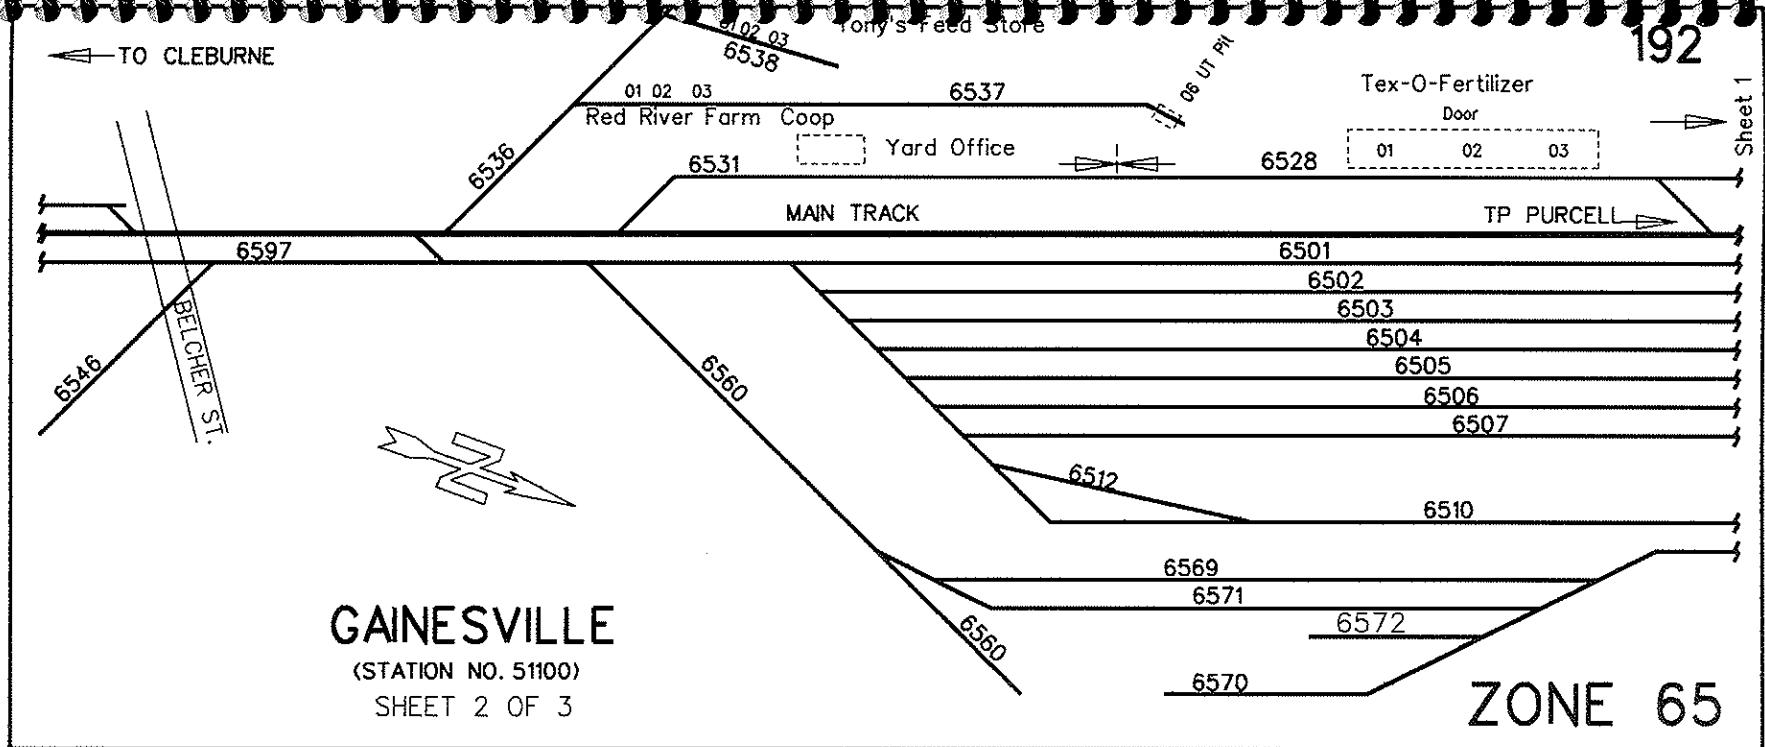 01 02 03
Tony's Feed Store
192
TO CLEBURNE
6538
06 UT Pit
Tex-O-Fertilizer
Sheet 1
01 02 03
6537
Red River Farm Coop
Door
Yard Office
01 02 03
6536
6531
6528
MAIN TRACK
TP PURCELL
6597
6501
6502
6503
6504
6505
6506
6507
BELCHER ST.
6546
6560
N
6512
6510
6569
6571
6572
6560
6570
GAINESVILLE
(STATION NO. 51100)
SHEET 2 OF 3
ZONE 65